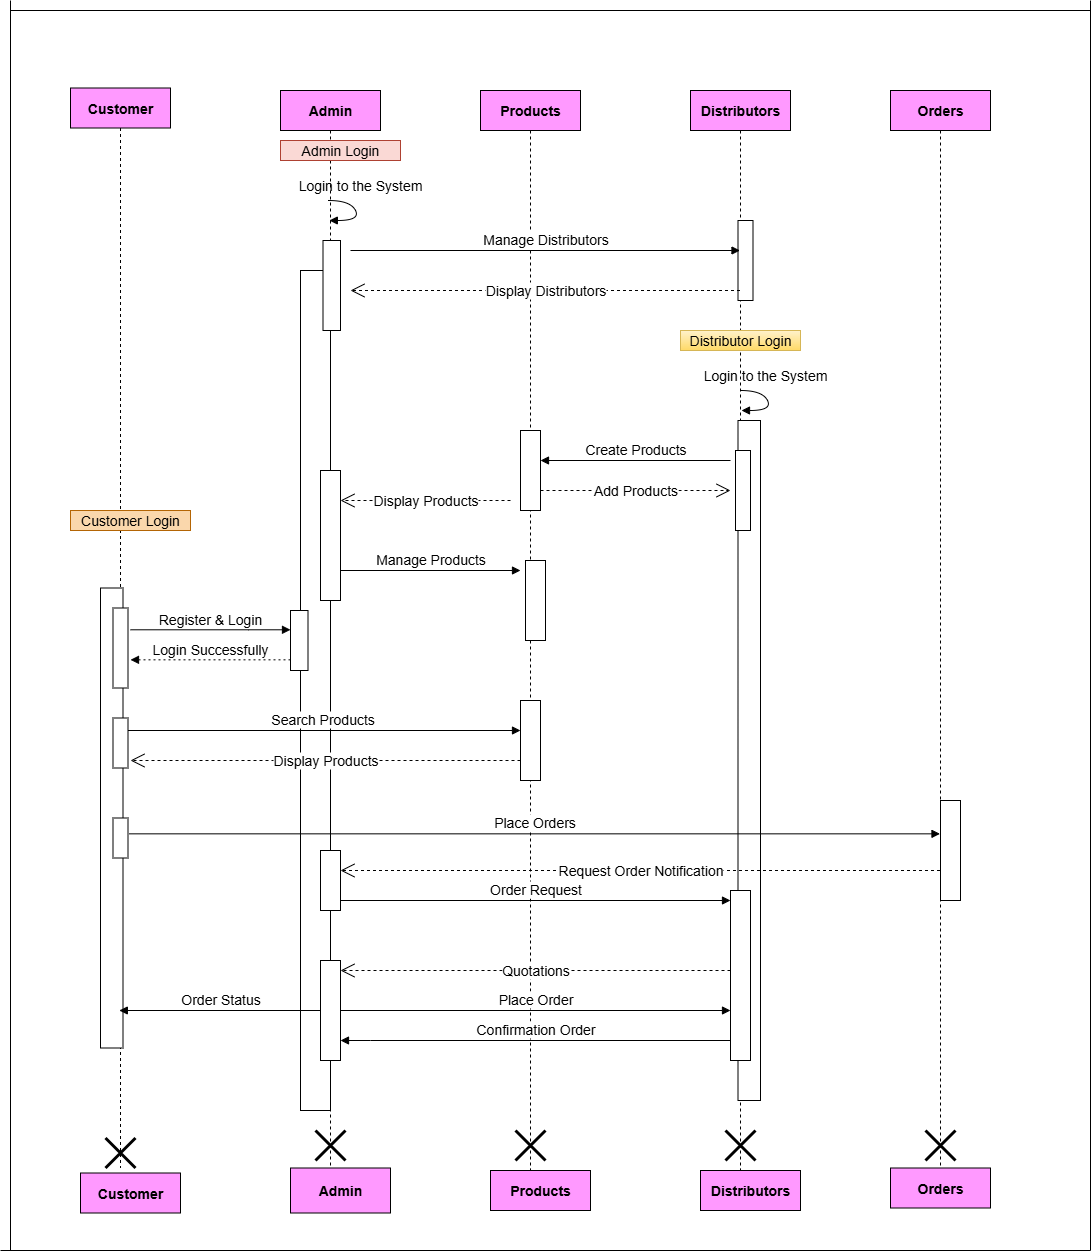 Customer
Admin
Products
Distributors
Orders
Admin Login
Login to the System
Manage Distributors
Display Distributors
Distributor Login
Login to the System
Create Products
Add Products
Display Products
Customer Login
Manage Products
Register & Login
Login Successfully
Search Products
Display Products
Place Orders
Request Order Notification
Order Request
Quotations
Order Status
Place Order
Confirmation Order
Customer
Admin
Products
Distributors
Orders